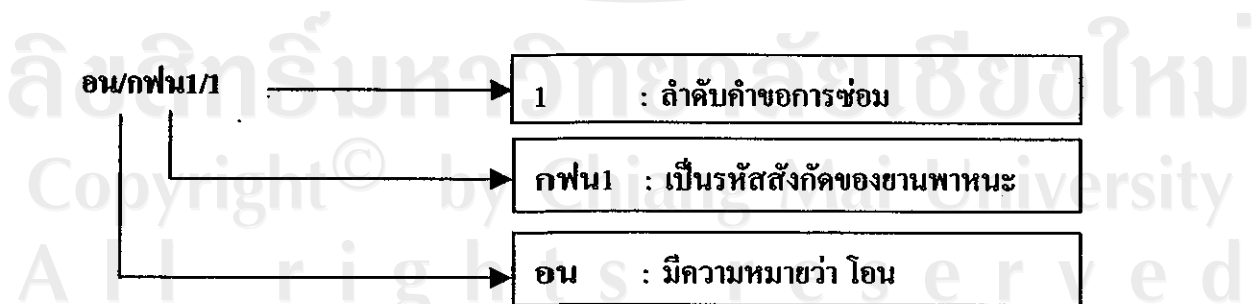 ลิขสิทธิ์มหาวิทยาลัยเชียงใหม่
อน/กฟน1/1
1 : ลำดับคำขอการซ่อม
Copyright© by Chiang Mai University
กฟน1 : เป็นรหัสสังกัดของยานพาหนะ
All rights reserved
อน : มีความหมายว่า โอน